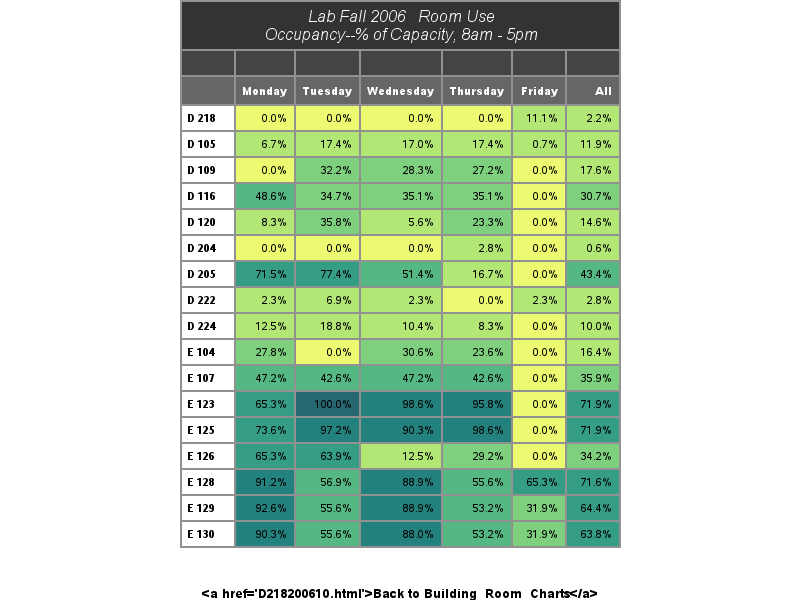 Lab Fall 2006 Room Use
Occupancy--% of Capacity, 8am - 5pm
Monday Tuesday Wednesday Thursday Friday All
D 218 0.0% 0.0% 0.0% 0.0% 11.1% 2.2%
D 105 6.7% 17.4% 17.0% 17.4% 0.7% 11.9%
D 109 0.0% 32.2% 28.3% 27.2% 0.0% 17.6%
D 116 48.6% 34.7% 35.1% 35.1% 0.0% 30.7%
D 120 8.3% 35.8% 5.6% 23.3% 0.0% 14.6%
D 204 0.0% 0.0% 0.0% 2.8% 0.0% 0.6%
D 205 71.5% 77.4% 51.4% 16.7% 0.0% 43.4%
D 222 2.3% 6.9% 2.3% 0.0% 2.3% 2.8%
D 224 12.5% 18.8% 10.4% 8.3% 0.0% 10.0%
E 104 27.8% 0.0% 30.6% 23.6% 0.0% 16.4%
E 107 47.2% 42.6% 47.2% 42.6% 0.0% 35.9%
E 123 65.3% 100.0% 98.6% 95.8% 0.0% 71.9%
E 125 73.6% 97.2% 90.3% 98.6% 0.0% 71.9%
E 126 65.3% 63.9% 12.5% 29.2% 0.0% 34.2%
E 128 91.2% 56.9% 88.9% 55.6% 65.3% 71.6%
E 129 92.6% 55.6% 88.9% 53.2% 31.9% 64.4%
E 130 90.3% 55.6% 88.0% 53.2% 31.9% 63.8%
<a href='D218200610.html'>Back to Building Room Charts</a>